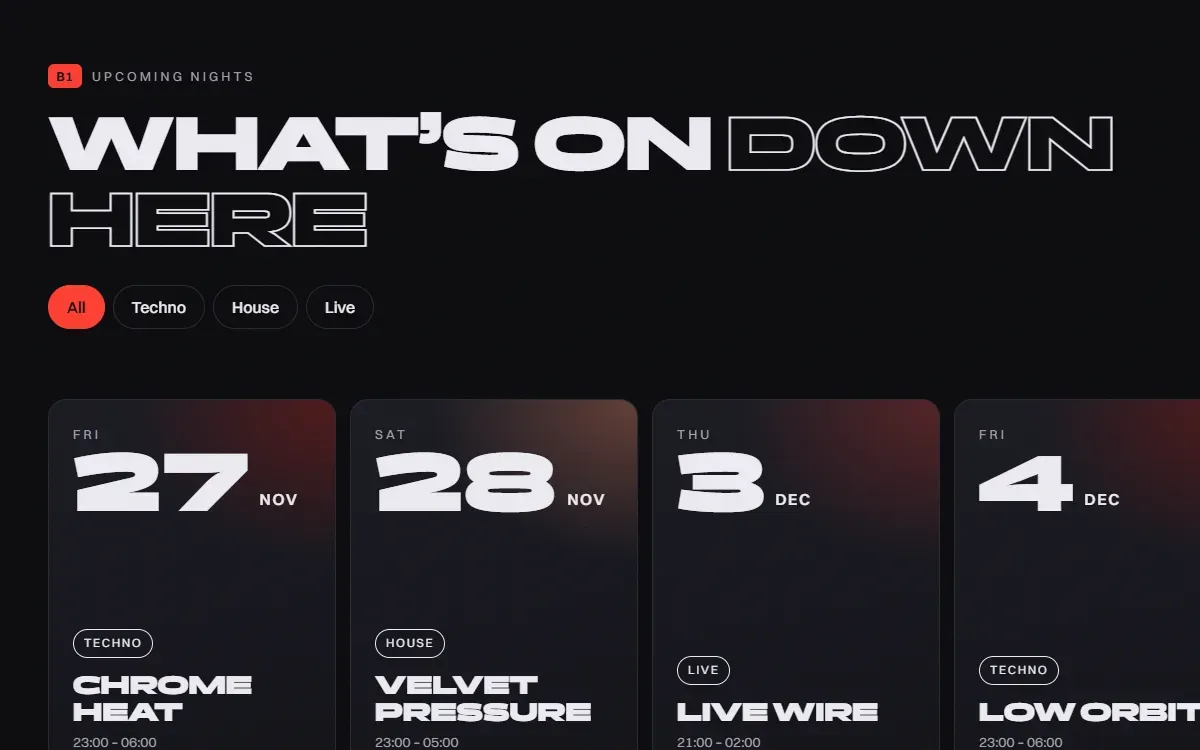 B1 UPCOMING NIGHTS
WHAT’S ON DOWN
HERE
All Techno House Live
FRI
27 NOV
TECHNO
CHROME
HEAT
23:00 – 06:00
SAT
28 NOV
HOUSE
VELVET
PRESSURE
23:00 – 05:00
THU
3 DEC
LIVE
LIVE WIRE
21:00 – 02:00
FRI
4 DEC
TECHNO
LOW ORBIT
23:00 – 06:00